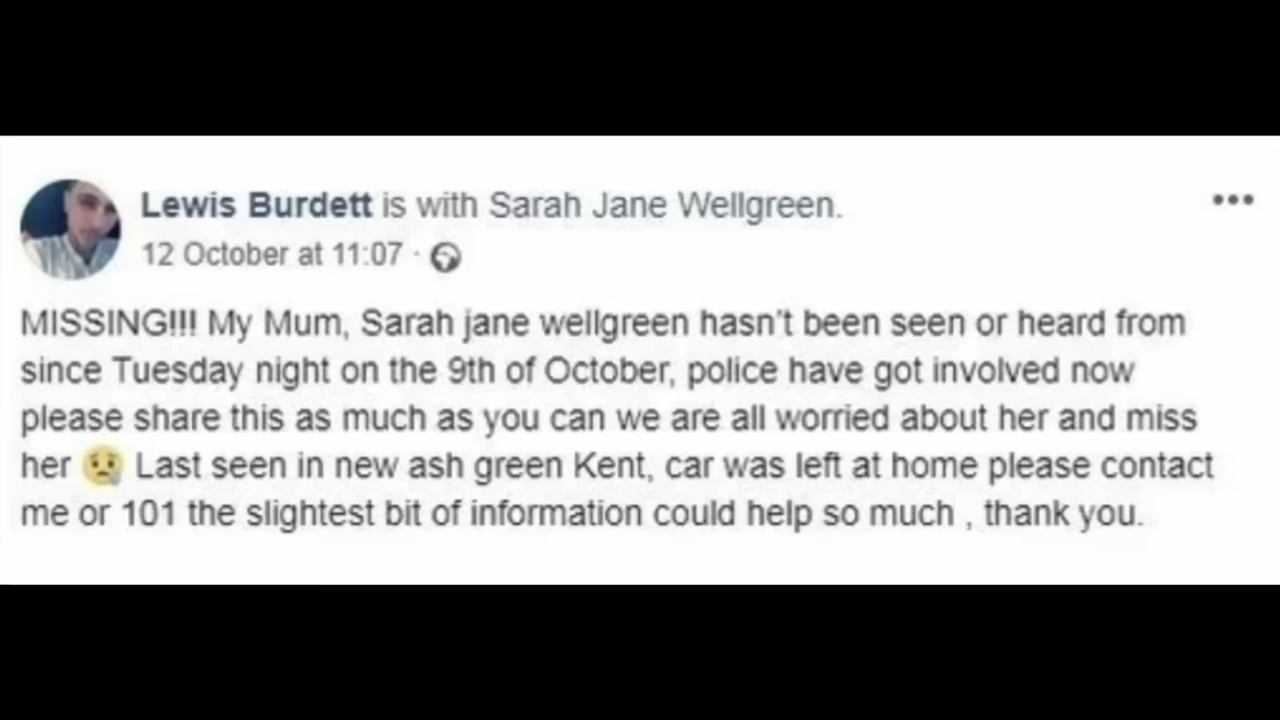 Lewis Burdett is with Sarah Jane Wellgreen.
12 October at 11:07 ·
MISSING!!! My Mum, Sarah jane wellgreen hasn't been seen or heard from
since Tuesday night on the 9th of October, police have got involved now
please share this as much as you can we are all worried about her and miss
her 😢 Last seen in new ash green Kent, car was left at home please contact
me or 101 the slightest bit of information could help so much , thank you.